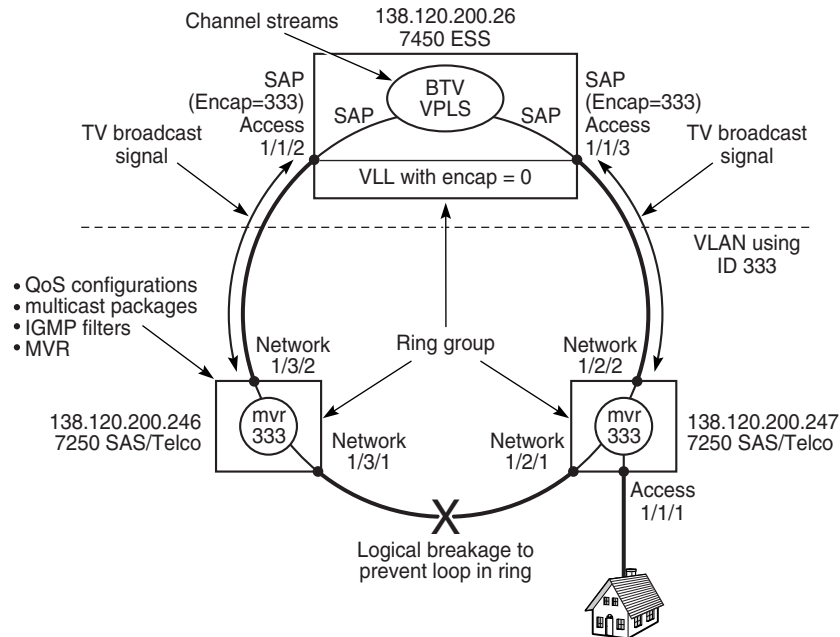 Channel streams
138.120.200.26
7450 ESS
SAP
(Encap=333)
Access
1/1/2
SAP
BTV
VPLS
SAP
SAP
(Encap=333)
Access
1/1/3
TV broadcast
signal
TV broadcast
signal
VLL with encap = 0
VLAN using
ID 333
• QoS configurations
• multicast packages
• IGMP filters
• MVR
Network
1/3/2
Ring group
Network
1/2/2
138.120.200.246
7250 SAS/Telco
mvr
333
Network
1/3/1
Network
1/2/1
mvr
333
138.120.200.247
7250 SAS/Telco
Access
1/1/1
X
Logical breakage to
prevent loop in ring